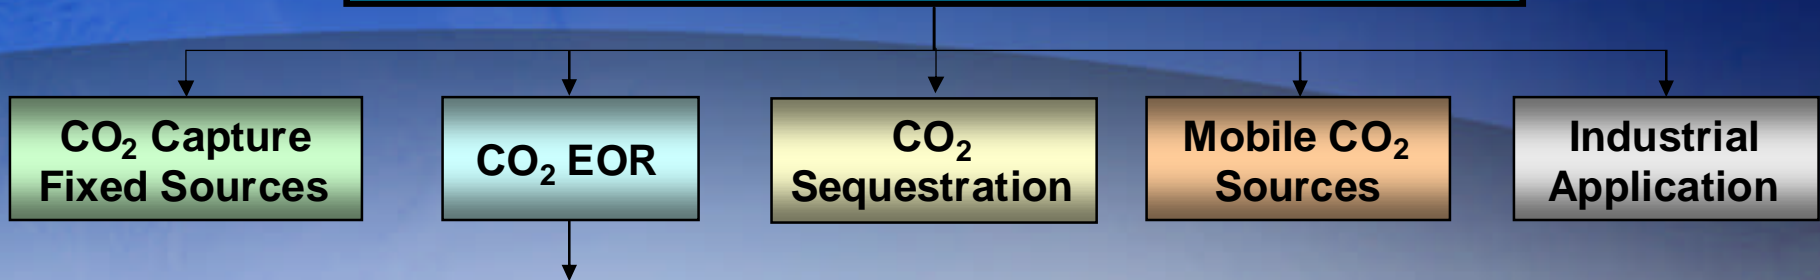 CO₂ Capture
Fixed Sources
CO₂ EOR
CO₂
Sequestration
Mobile CO₂
Sources
Industrial
Application